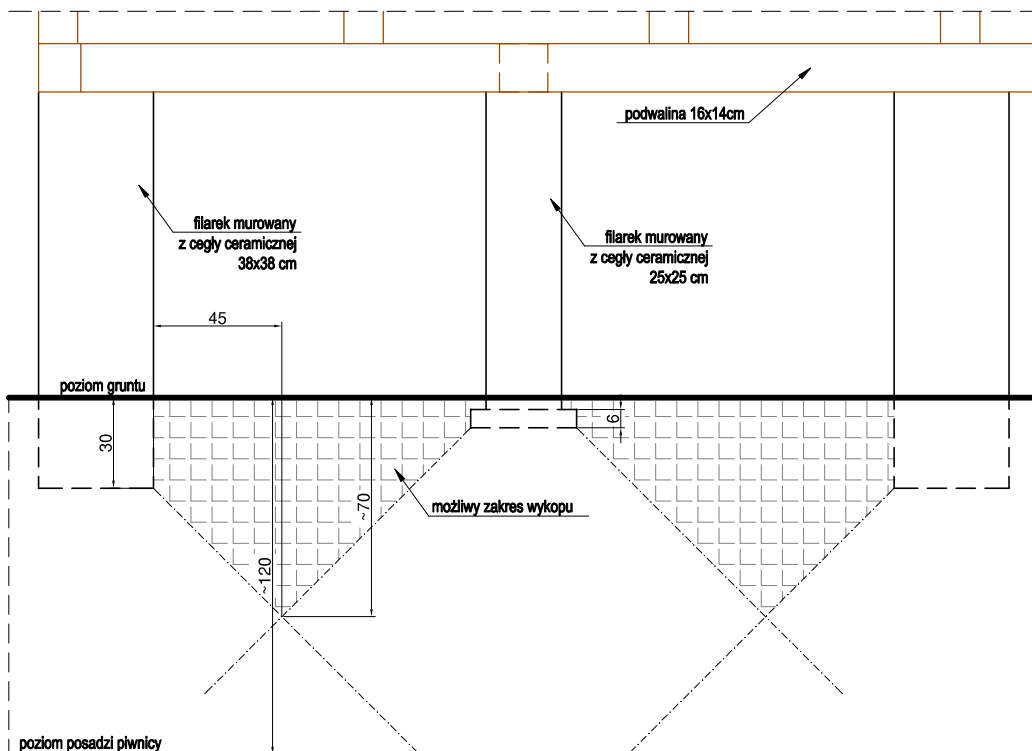 podwalina 16x14cm
filarek murowany
z cegły ceramicznej
38x38 cm
filarek murowany
z cegły ceramicznej
25x25 cm
45
poziom gruntu
30
6
~70
możliwy zakres wykopu
~120
poziom posadzi piwnicy